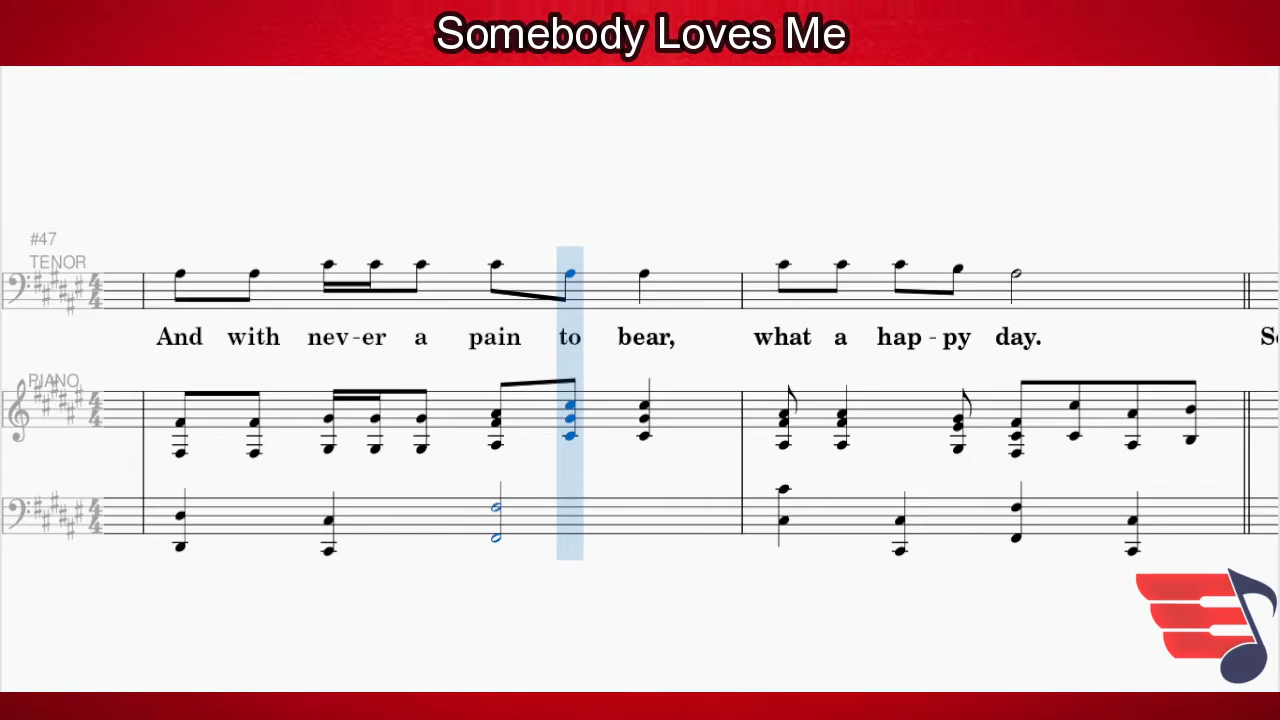 Somebody Loves Me
#47
TENOR
And with nev-er a pain to bear, what a hap-py day.
PIANO